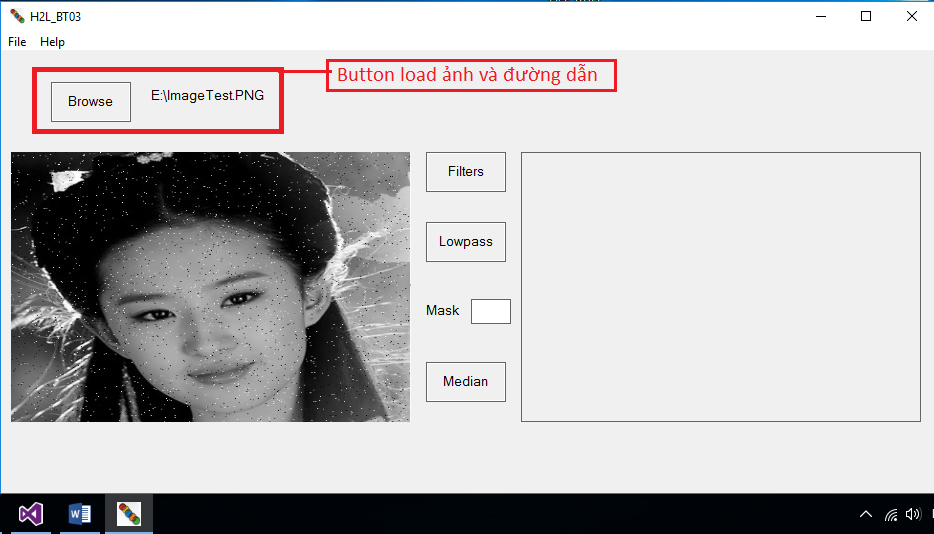 H2L_BT03
File Help
Button load ảnh và đường dẫn
Browse E:\ImageTest.PNG
Filters
Lowpass
Mask
Median